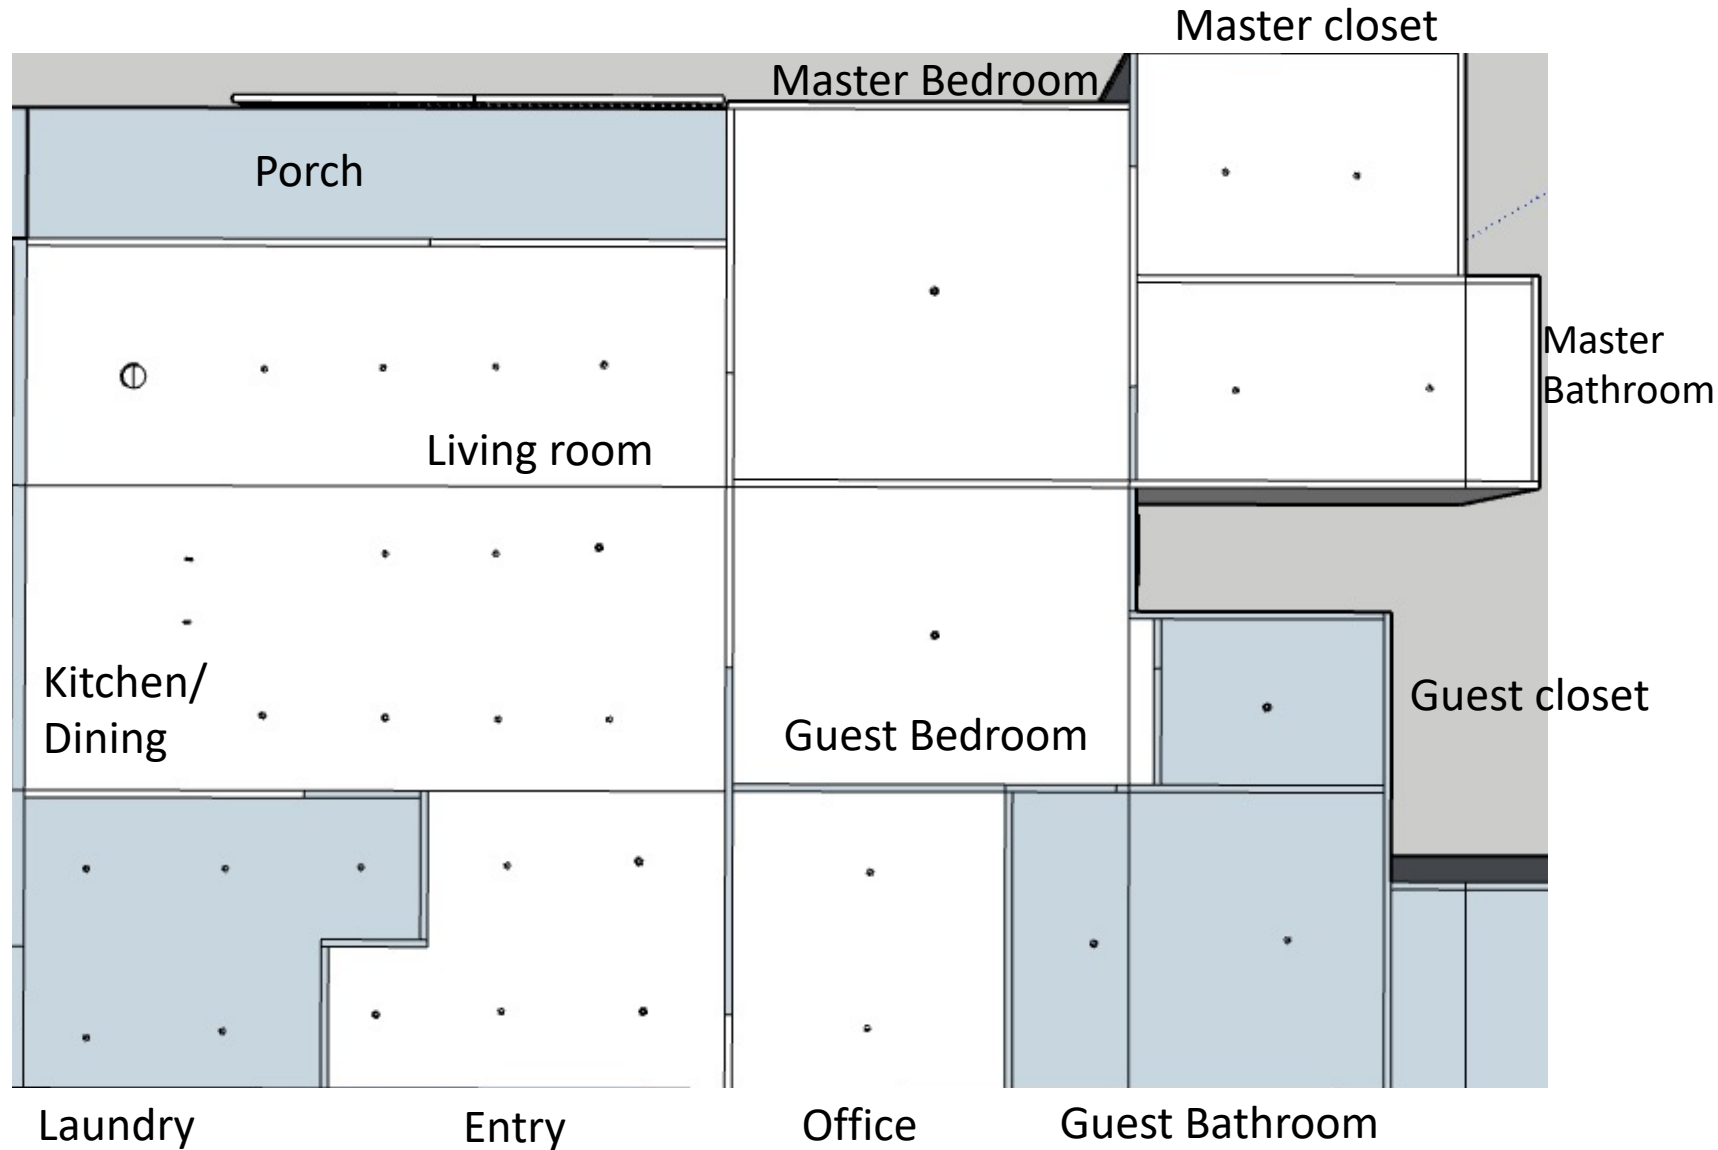 Master closet
Master Bedroom
Porch
Master
Bathroom
Living room
Kitchen/
Dining
Guest closet
Guest Bedroom
Laundry
Entry
Office
Guest Bathroom